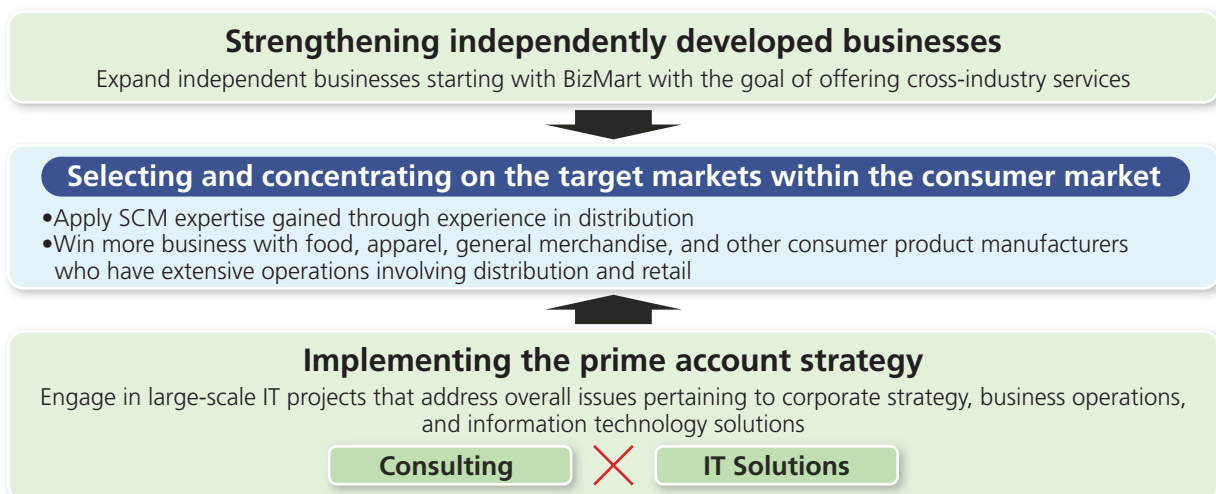 Strengthening independently developed businesses
Expand independent businesses starting with BizMart with the goal of offering cross-industry services
Selecting and concentrating on the target markets within the consumer market
•Apply SCM expertise gained through experience in distribution
•Win more business with food, apparel, general merchandise, and other consumer product manufacturers
who have extensive operations involving distribution and retail
Implementing the prime account strategy
Engage in large-scale IT projects that address overall issues pertaining to corporate strategy, business operations,
and information technology solutions
Consulting IT Solutions